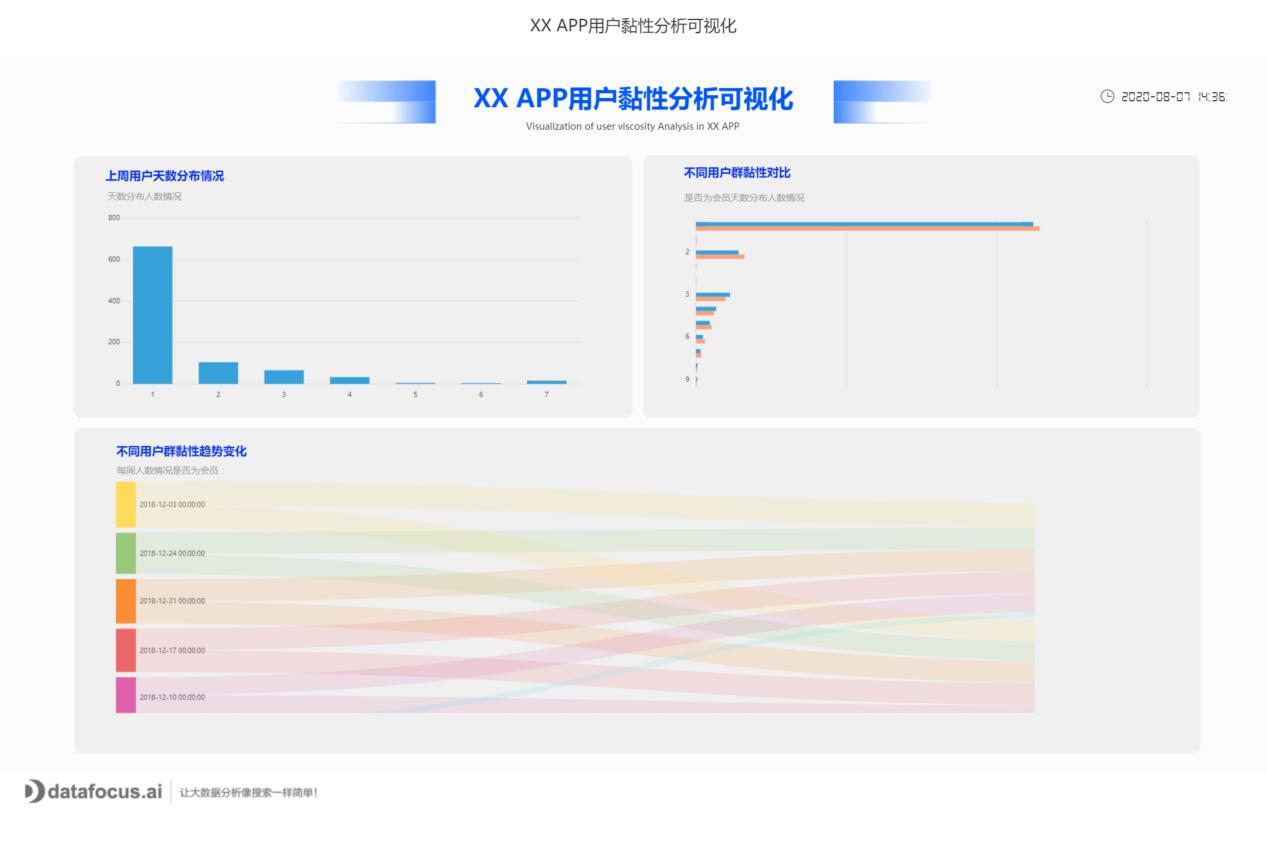 XX APP用户黏性分析可视化
XX APP用户黏性分析可视化
Visualization of user viscosity Analysis in XX APP
2020-08-07 14:36:
上周用户天数分布情况
天数分布人数情况
800
600
400
200
0
1 2 3 4 5 6 7
不同用户群黏性对比
是否为会员天数分布人数情况
2
3
6
9
不同用户群黏性趋势变化
每周人数情况是否为会员
2018-12-03 00:00:00
2018-12-24 00:00:00
2018-12-31 00:00:00
2018-12-17 00:00:00
2018-12-10 00:00:00
datafocus.ai 让大数据分析像搜索一样简单!